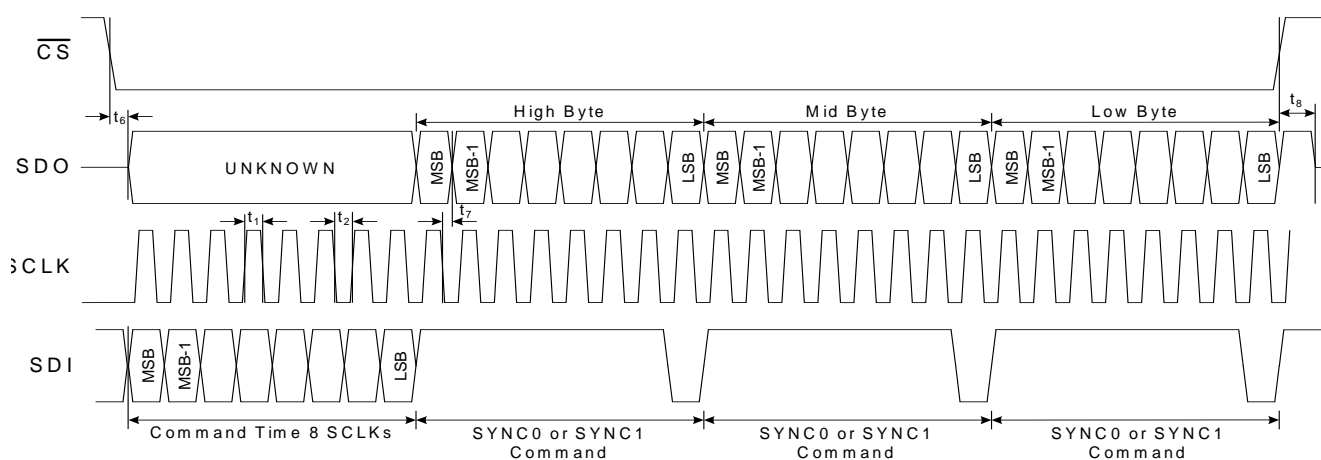 CS
t6
High Byte
Mid Byte
Low Byte
t8
SDO
UNKNOWN
MSB
MSB-1
LSB
MSB
MSB-1
LSB
MSB
MSB-1
LSB
t1
t2
t7
SCLK
SDI
MSB
MSB-1
LSB
Command Time 8 SCLKs
SYNC0 or SYNC1
Command
SYNC0 or SYNC1
Command
SYNC0 or SYNC1
Command